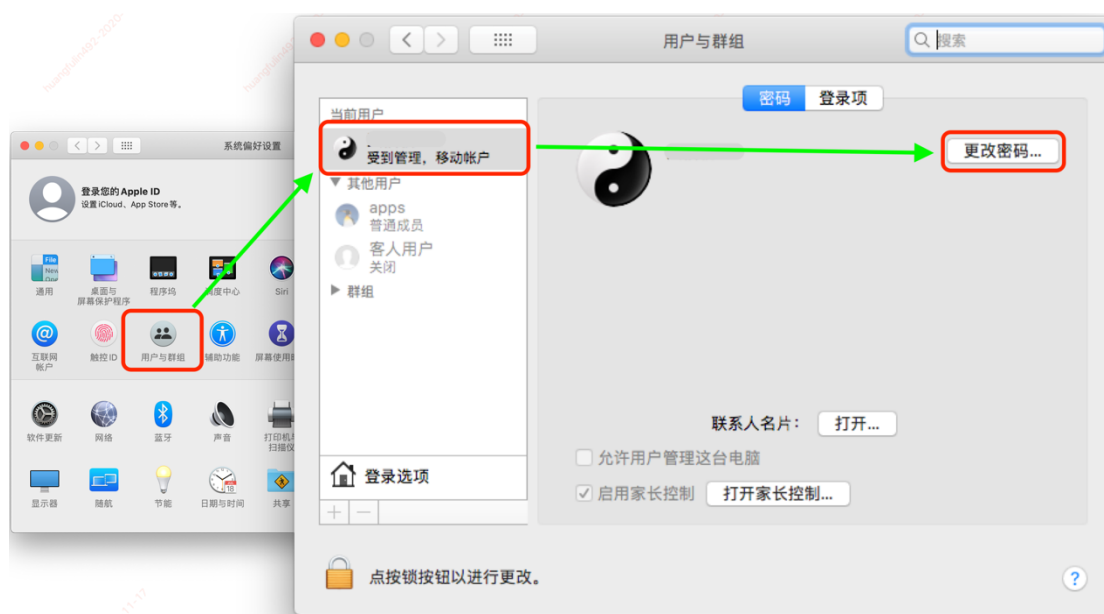 系统偏好设置
登录您的 Apple ID
设置 iCloud、App Store 等。
通用
桌面与
屏幕保护程序
程序坞
调度中心
Siri
互联网
帐户
触控 ID
用户与群组
辅助功能
屏幕使用
软件更新
网络
蓝牙
声音
打印机与
扫描仪
显示器
随航
节能
日期与时间
共享
用户与群组
搜索
密码
登录项
当前用户
受到管理，移动帐户
其他用户
apps
普通成员
客人用户
关闭
群组
登录选项
更改密码...
联系人名片：
打开...
允许用户管理这台电脑
启用家长控制
打开家长控制...
点按锁按钮以进行更改。
?